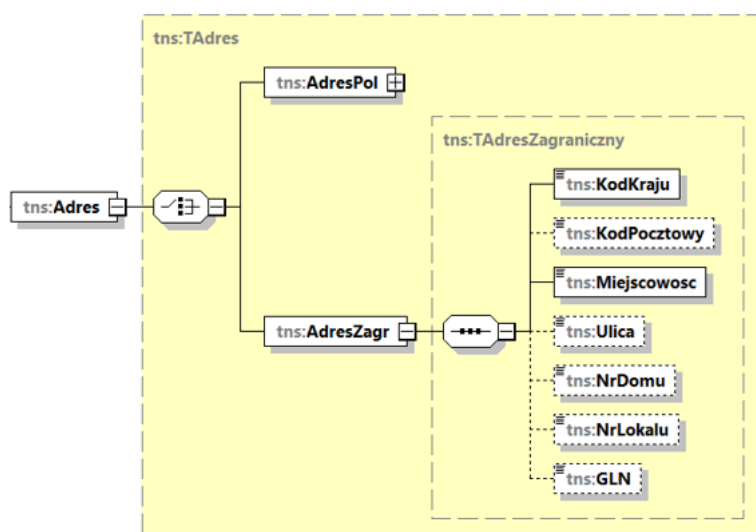 tns:TAdres
tns:AdresPol
tns:TAdresZagraniczny
tns:KodKraju
tns:Adres
tns:KodPocztowy
tns:Miejscowosc
tns:AdresZagr
tns:Ulica
tns:NrDomu
tns:NrLokalu
tns:GLN